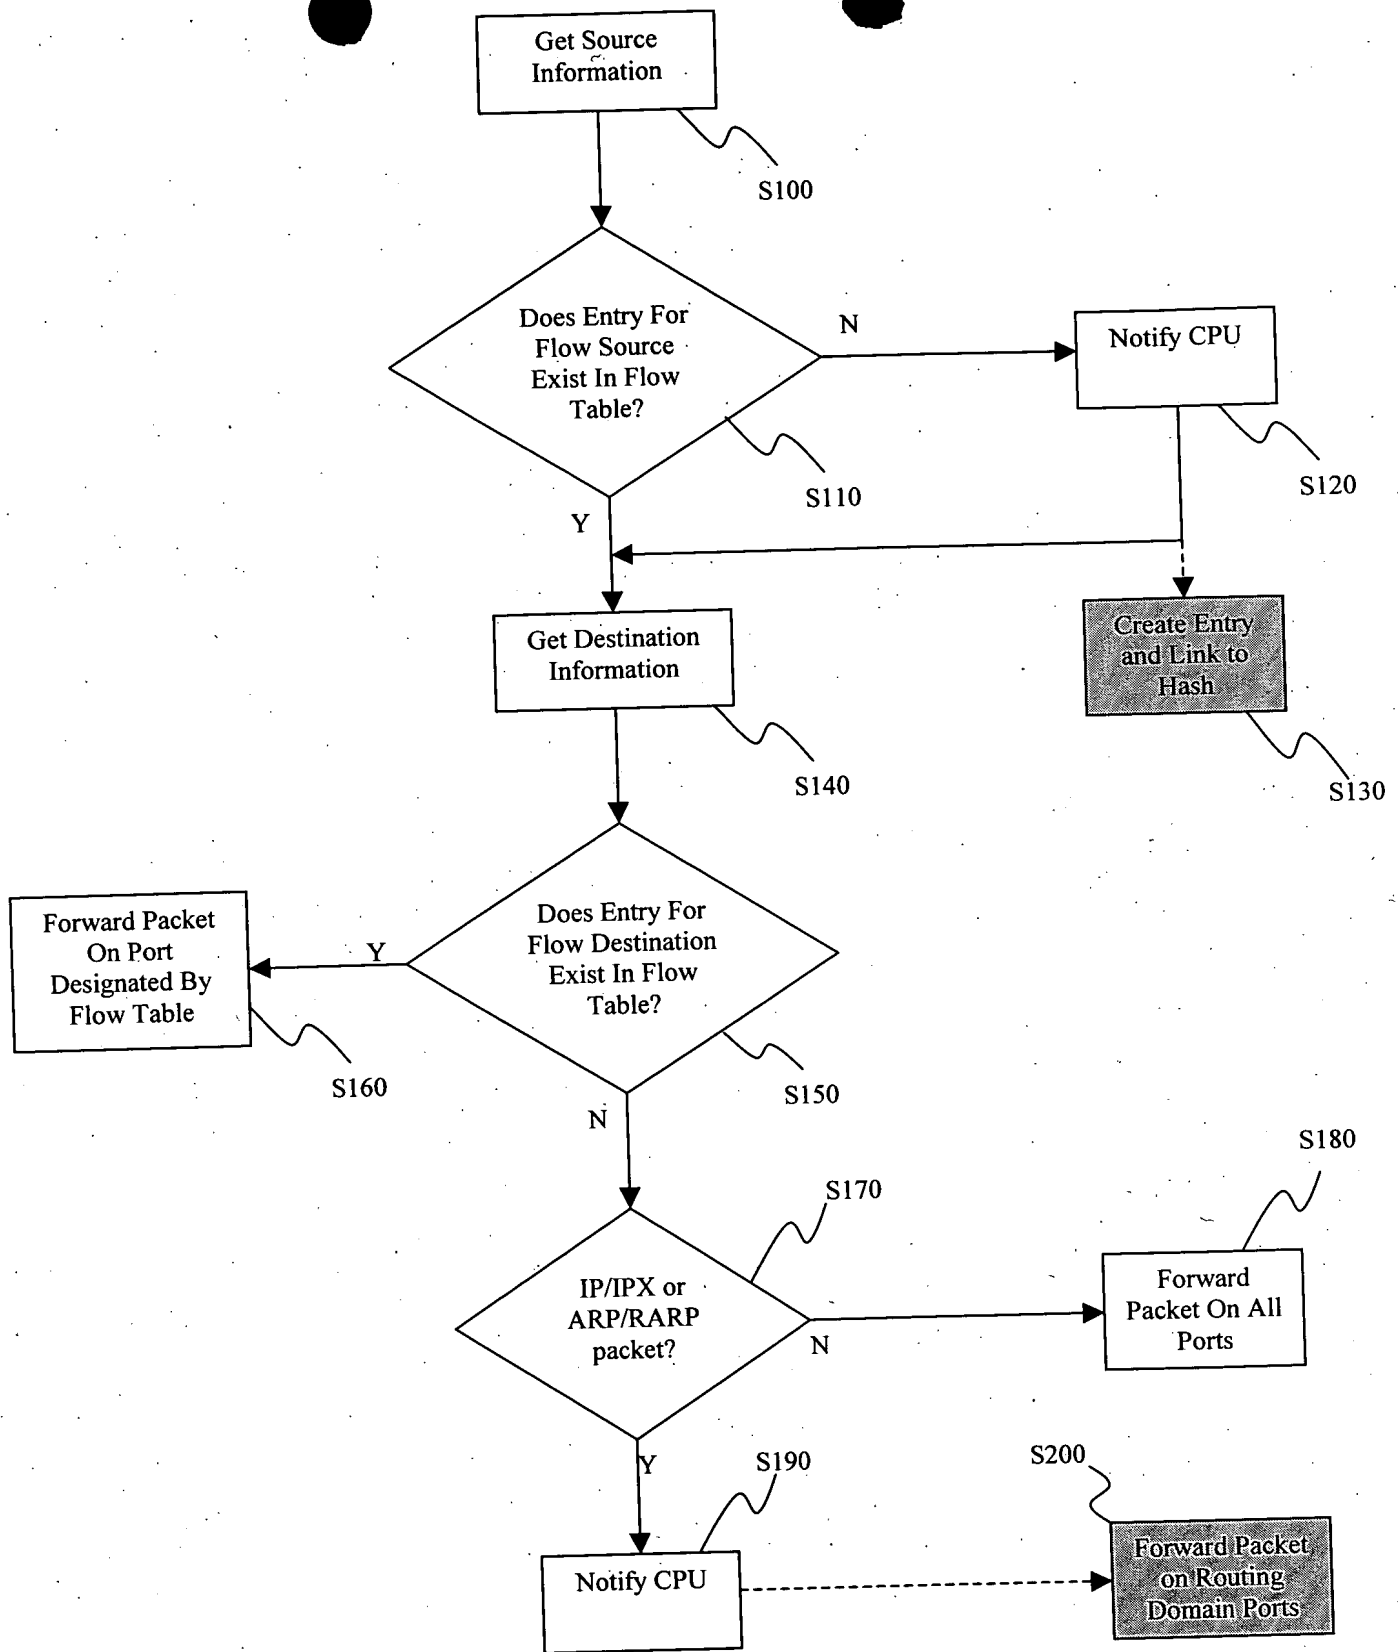 Get Source
Information
S100
Does Entry For
Flow Source
Exist In Flow
Table?
N
Notify CPU
S110
S120
Y
Get Destination
Information
Create Entry
and Link to
Hash
S140
S130
Forward Packet
On Port
Designated By
Flow Table
Y
Does Entry For
Flow Destination
Exist In Flow
Table?
S160
S150
N
S180
S170
IP/IPX or
ARP/RARP
packet?
N
Forward
Packet On All
Ports
Y
S190
S200
Notify CPU
Forward Packet
on Routing
Domain Ports